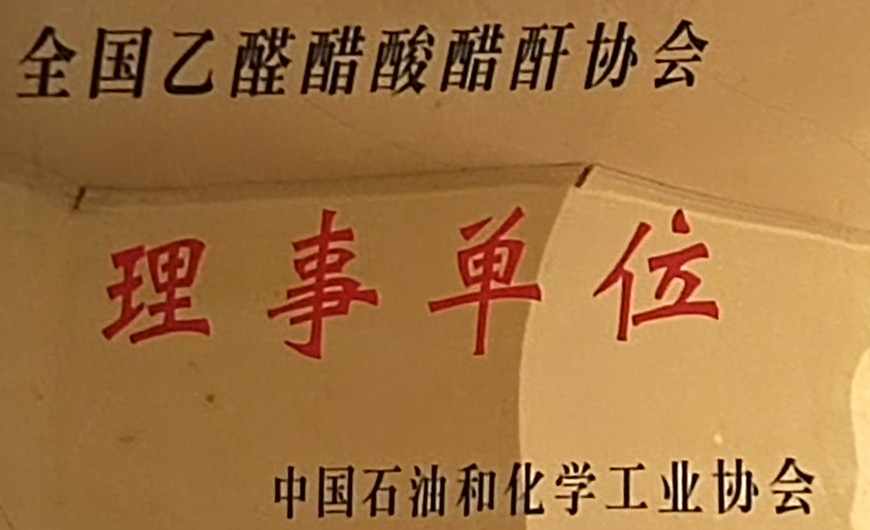 全国乙醛醋酸醋酐协会
理事单位
中国石油和化学工业协会